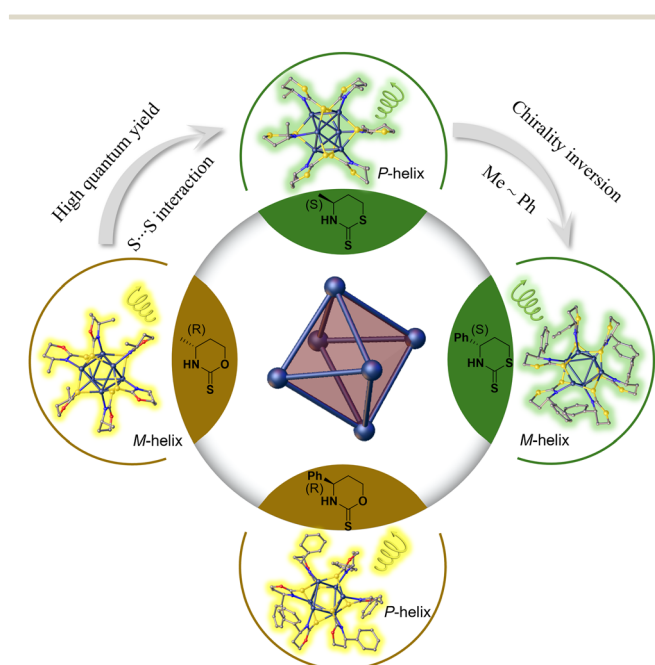 High quantum yield
S···S interaction
Chirality inversion
Me ~ Ph
P-helix
(S)
HN
S
S
(R)
HN
O
S
M-helix
Ph
(S)
HN
S
S
M-helix
Ph
(R)
HN
O
S
P-helix